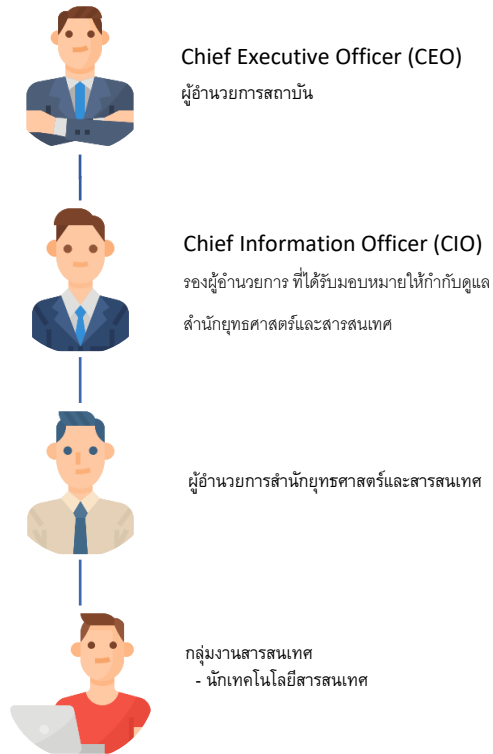 Chief Executive Officer (CEO)
ผู้อำนวยการสถาบัน
Chief Information Officer (CIO)
รองผู้อำนวยการ ที่ได้รับมอบหมายให้กำกับดูแล
สำนักยุทธศาสตร์และสารสนเทศ
ผู้อำนวยการสำนักยุทธศาสตร์และสารสนเทศ
กลุ่มงานสารสนเทศ
- นักเทคโนโลยีสารสนเทศ